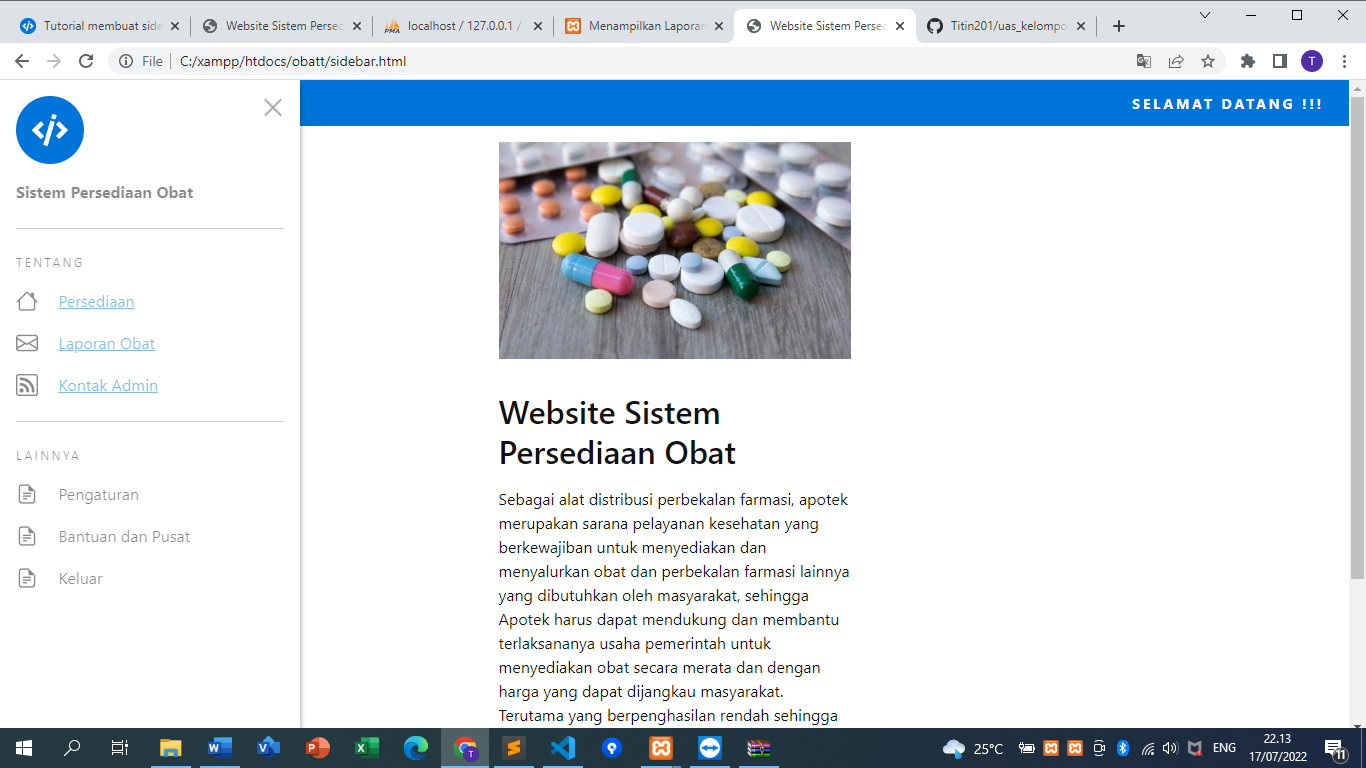 Tutorial membuat side
Website Sistem Persed
localhost / 127.0.0.1 /
Menampilkan Laporan
Website Sistem Persed
Titin201/uas_kelompo
File
C:/xampp/htdocs/obatt/sidebar.html
T
SELAMAT DATANG !!!
Sistem Persediaan Obat
TENTANG
Persediaan
Laporan Obat
Kontak Admin
LAINNYA
Pengaturan
Bantuan dan Pusat
Keluar
Website Sistem
Persediaan Obat
Sebagai alat distribusi perbekalan farmasi, apotek
merupakan sarana pelayanan kesehatan yang
berkewajiban untuk menyediakan dan
menyalurkan obat dan perbekalan farmasi lainnya
yang dibutuhkan oleh masyarakat, sehingga
Apotek harus dapat mendukung dan membantu
terlaksananya usaha pemerintah untuk
menyediakan obat secara merata dan dengan
harga yang dapat dijangkau masyarakat.
Terutama yang berpenghasilan rendah sehingga
25°C
ENG
22.13
17/07/2022
11